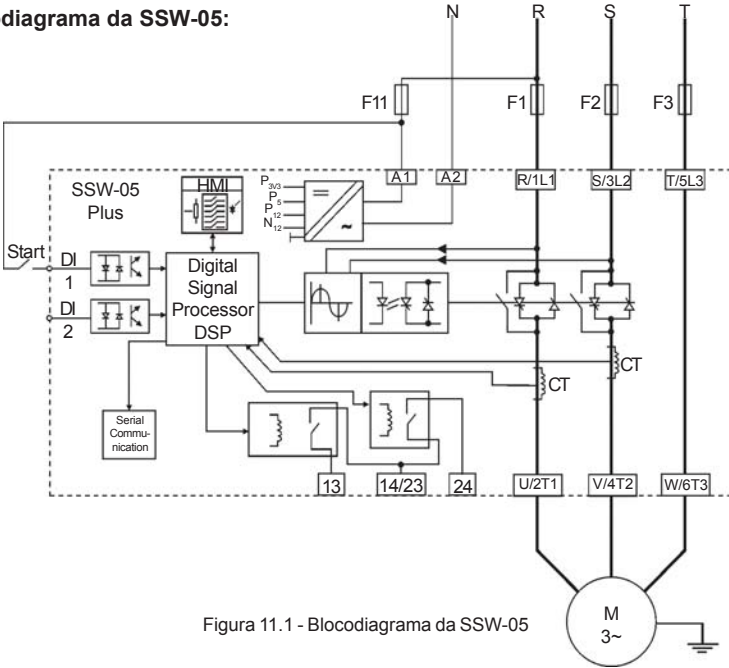 odiagrama da SSW-05:
N R S T
F11 F1 F2 F3
A1 A2 R/1L1 S/3L2 T/5L3
SSW-05
Plus
HMI
P3V3
P5
P12
N12
=
~
Start
DI
1
DI
2
Digital
Signal
Processor
DSP
CT
CT
Serial
Commu-
nication
13 14/23 24 U/2T1 V/4T2 W/6T3
M
3~
Figura 11.1 - Blocodiagrama da SSW-05